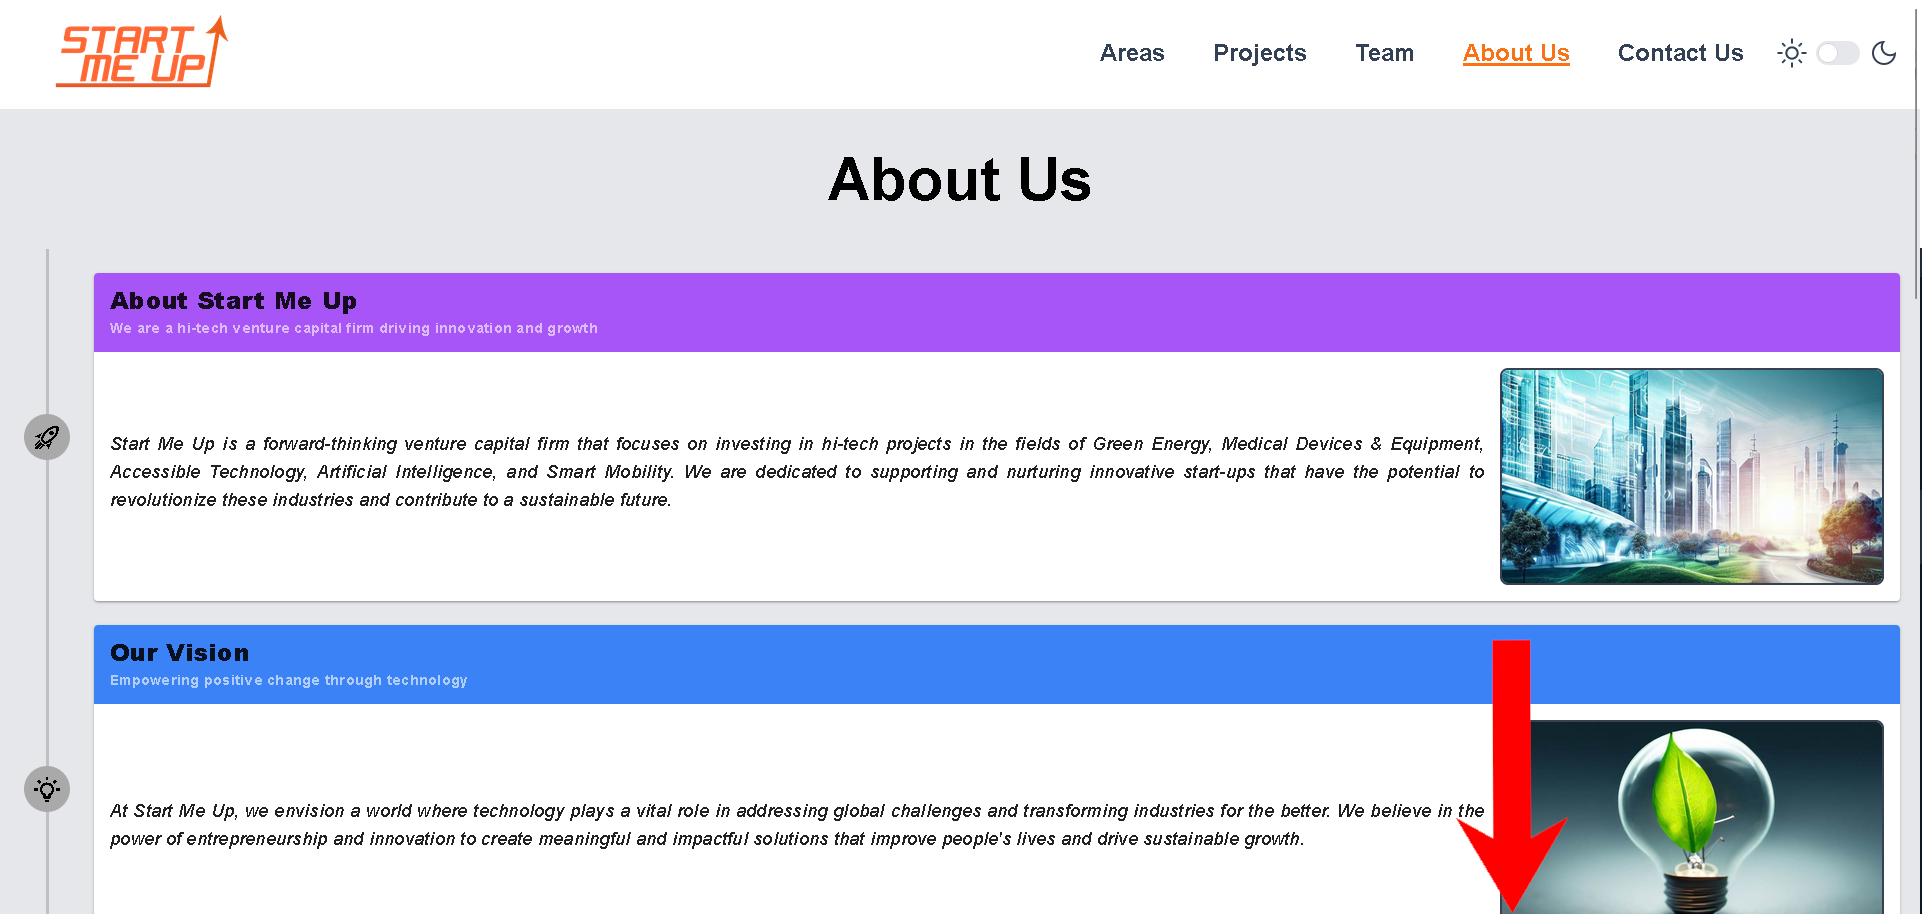 START
ME UP
Areas
Projects
Team
About Us
Contact Us
About Us
About Start Me Up
We are a hi-tech venture capital firm driving innovation and growth
Start Me Up is a forward-thinking venture capital firm that focuses on investing in hi-tech projects in the fields of Green Energy, Medical Devices & Equipment,
Accessible Technology, Artificial Intelligence, and Smart Mobility. We are dedicated to supporting and nurturing innovative start-ups that have the potential to
revolutionize these industries and contribute to a sustainable future.
Our Vision
Empowering positive change through technology
At Start Me Up, we envision a world where technology plays a vital role in addressing global challenges and transforming industries for the better. We believe in the
power of entrepreneurship and innovation to create meaningful and impactful solutions that improve people's lives and drive sustainable growth.